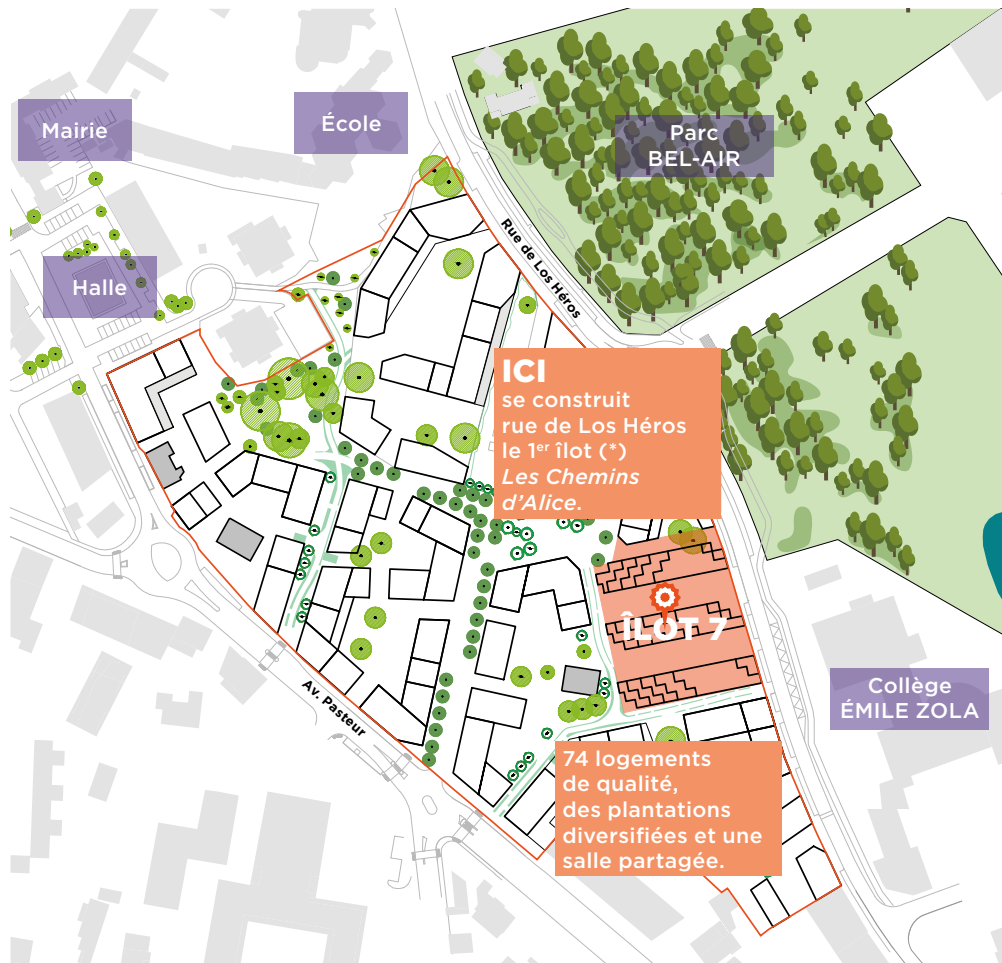 Mairie
École
Parc
BEL-AIR
Rue de Los Héros
Halle
ICI
se construit
rue de Los Héros
le 1er îlot (*)
Les Chemins
d’Alice.
ÎLOT 7
Collège
ÉMILE ZOLA
Av. Pasteur
74 logements
de qualité,
des plantations
diversifiées et une
salle partagée.